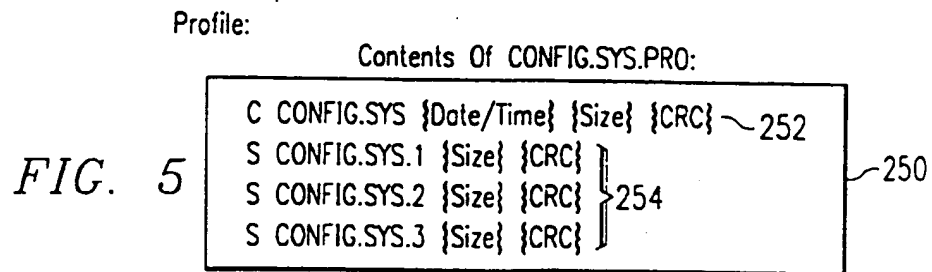 Profile:
Contents Of CONFIG.SYS.PRO:
C CONFIG.SYS {Date/Time} {Size} {CRC} 252
S CONFIG.SYS.1 {Size} {CRC}
S CONFIG.SYS.2 {Size} {CRC} 254
S CONFIG.SYS.3 {Size} {CRC}
250
FIG. 5